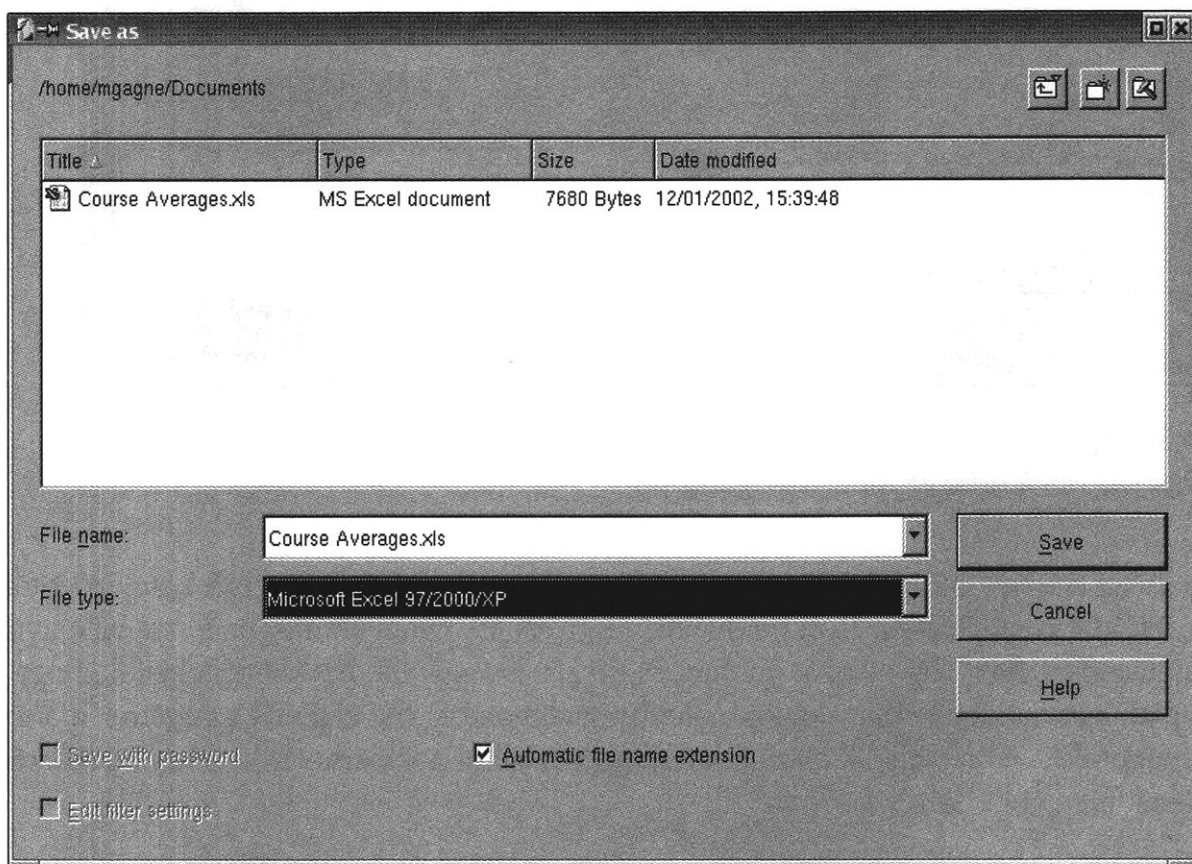 Save as
/home/mgagne/Documents
Title Type Size Date modified
Course Averages.xls MS Excel document 7680 Bytes 12/01/2002, 15:39:48
File name: Course Averages.xls Save
File type: Microsoft Excel 97/2000/XP Cancel
Help
Save with password Automatic file name extension
Edit filter settings